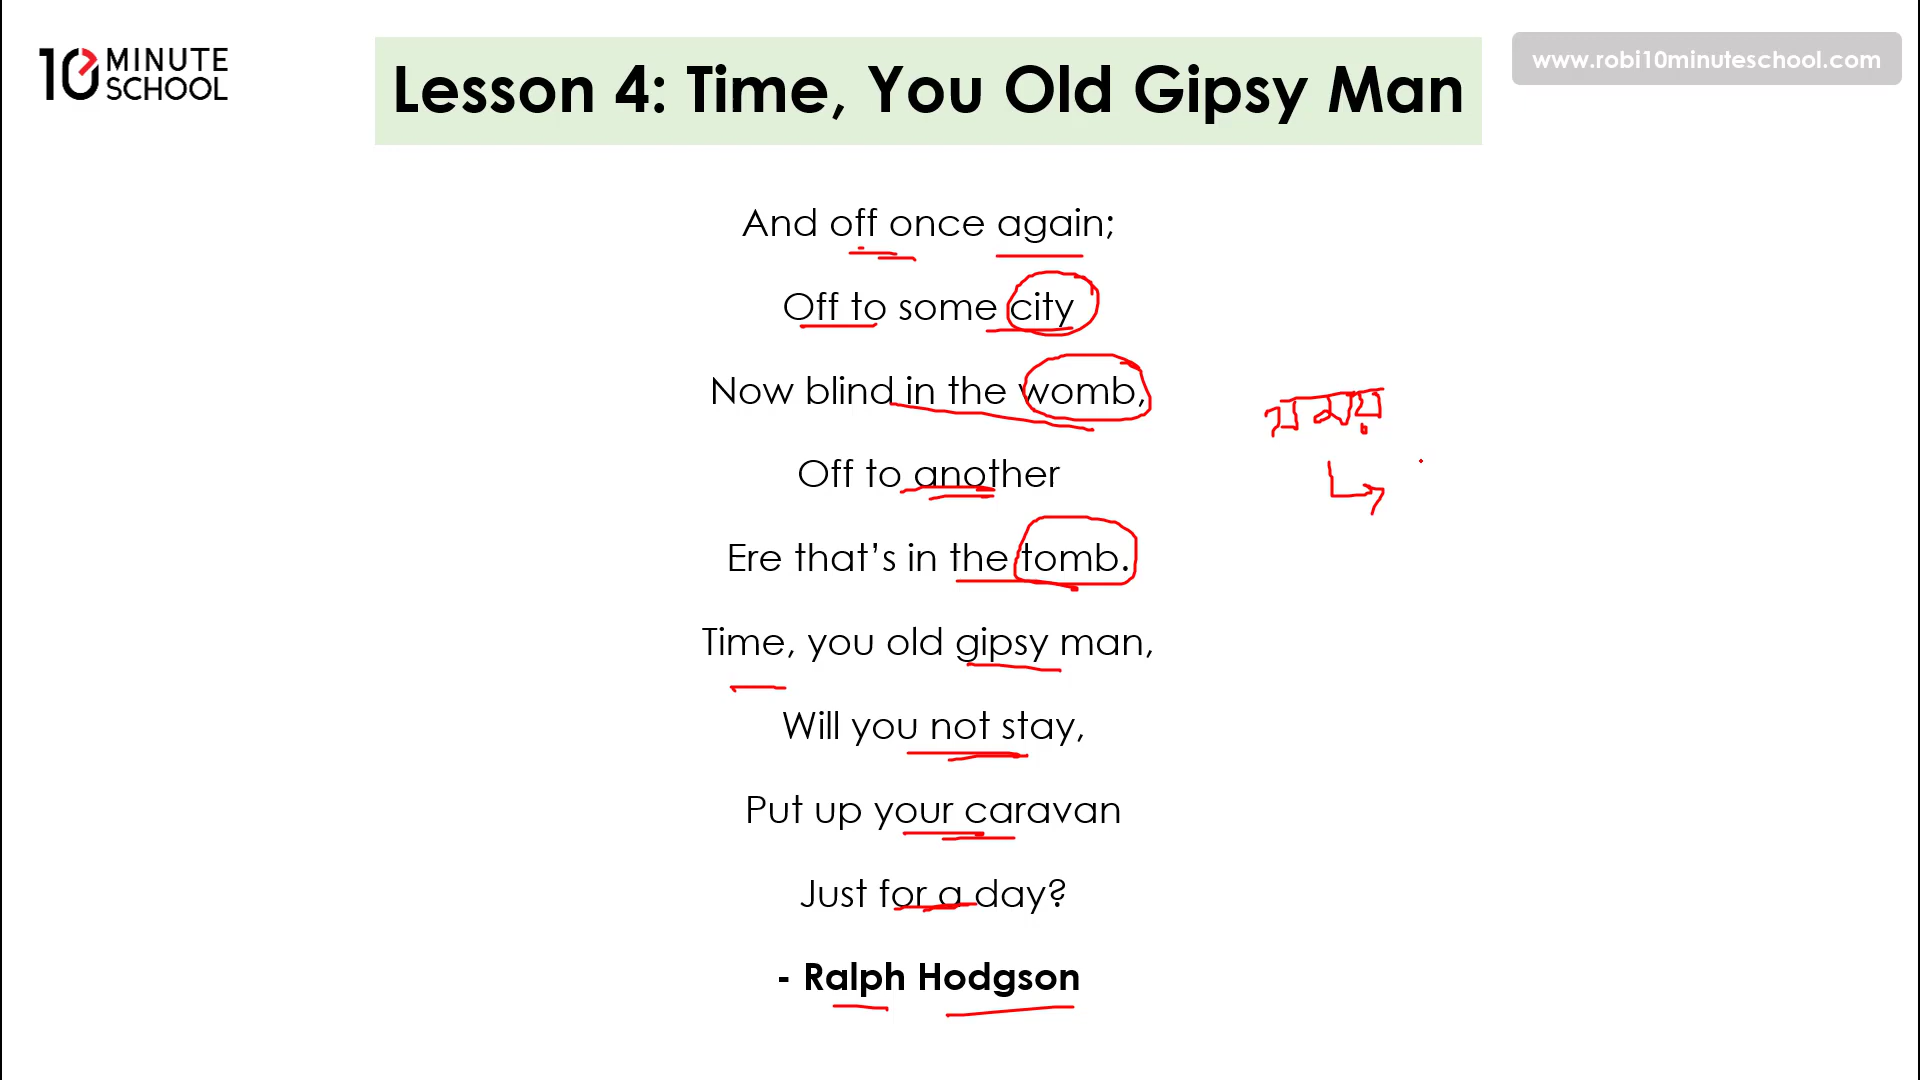 10 MINUTE SCHOOL
Lesson 4: Time, You Old Gipsy Man
www.robi10minuteschool.com
And off once again;
Off to some city
Now blind in the womb,
Off to another
Ere that’s in the tomb.
Time, you old gipsy man,
Will you not stay,
Put up your caravan
Just for a day?
- Ralph Hodgson